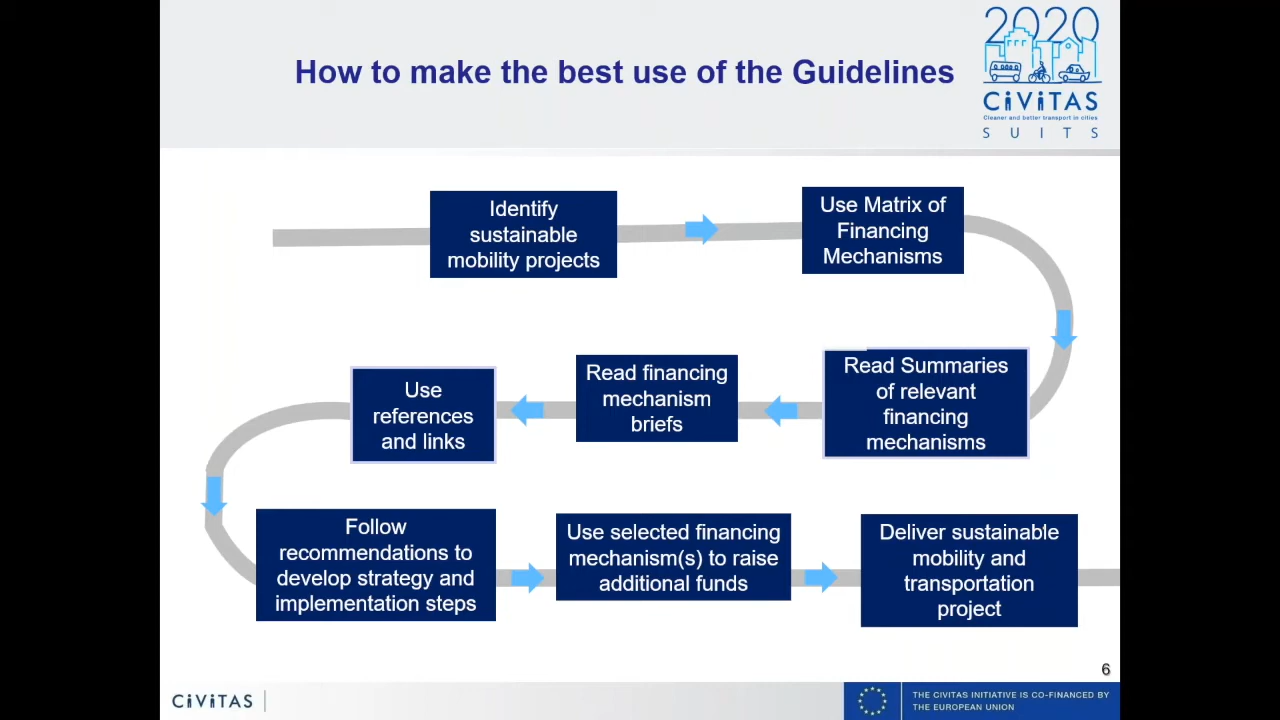 How to make the best use of the Guidelines
2020
CiViTAS
Cleaner and better transport in cities
SUITS
Identify
sustainable
mobility projects
Use Matrix of
Financing
Mechanisms
Read Summaries
of relevant
financing
mechanisms
Read financing
mechanism
briefs
Use
references
and links
Follow
recommendations to
develop strategy and
implementation steps
Use selected financing
mechanism(s) to raise
additional funds
Deliver sustainable
mobility and
transportation
project
6
CiViTAS
THE CIVITAS INITIATIVE IS CO-FINANCED BY
THE EUROPEAN UNION